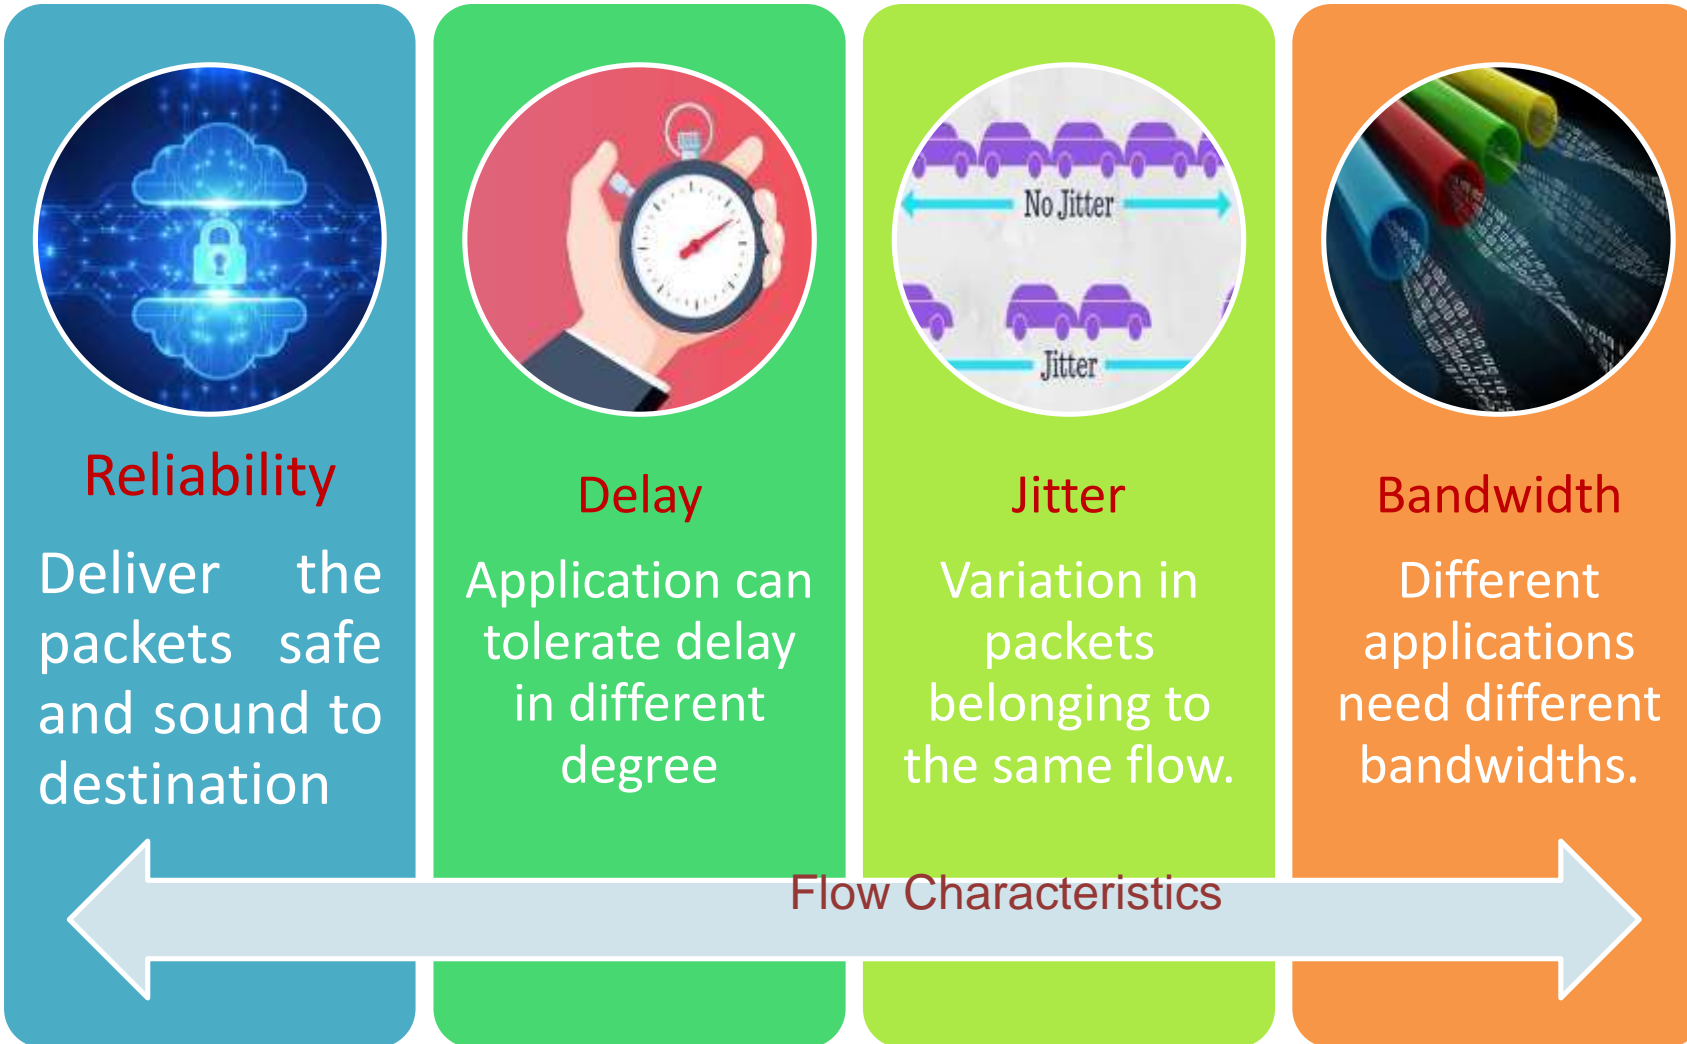 Reliability
Deliver the
packets safe
and sound to
destination
Delay
Application can
tolerate delay
in different
degree
No Jitter
Jitter
Jitter
Variation in
packets
belonging to
the same flow.
Bandwidth
Different
applications
need different
bandwidths.
Flow Characteristics